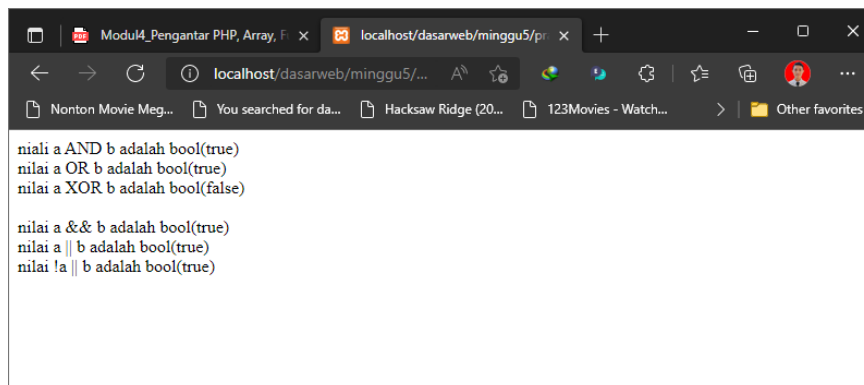 Modul4_Pengantar PHP, Array, F
localhost/dasarweb/minggu5/pr
localhost/dasarweb/minggu5/...
Nonton Movie Meg...
You searched for da...
Hacksaw Ridge (20...
123Movies - Watch...
Other favorites
niali a AND b adalah bool(true)
nilai a OR b adalah bool(true)
nilai a XOR b adalah bool(false)
nilai a && b adalah bool(true)
nilai a || b adalah bool(true)
nilai !a || b adalah bool(true)